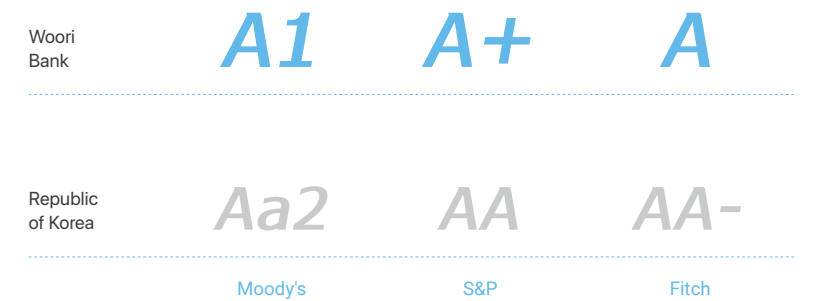 Woori
Bank
A1 A+ A
Republic
of Korea
Aa2 AA AA-
Moody's S&P Fitch